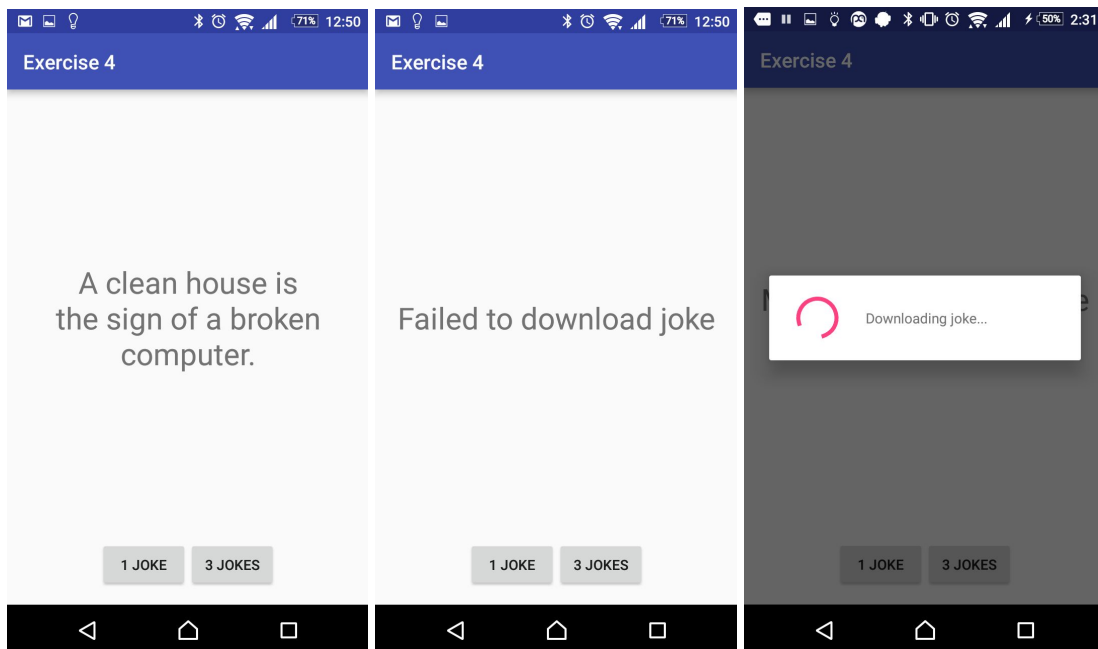 71% 12:50
Exercise 4
A clean house is
the sign of a broken
computer.
1 JOKE 3 JOKES
71% 12:50
Exercise 4
Failed to download joke
1 JOKE 3 JOKES
50% 2:31
Exercise 4
Downloading joke...
1 JOKE 3 JOKES